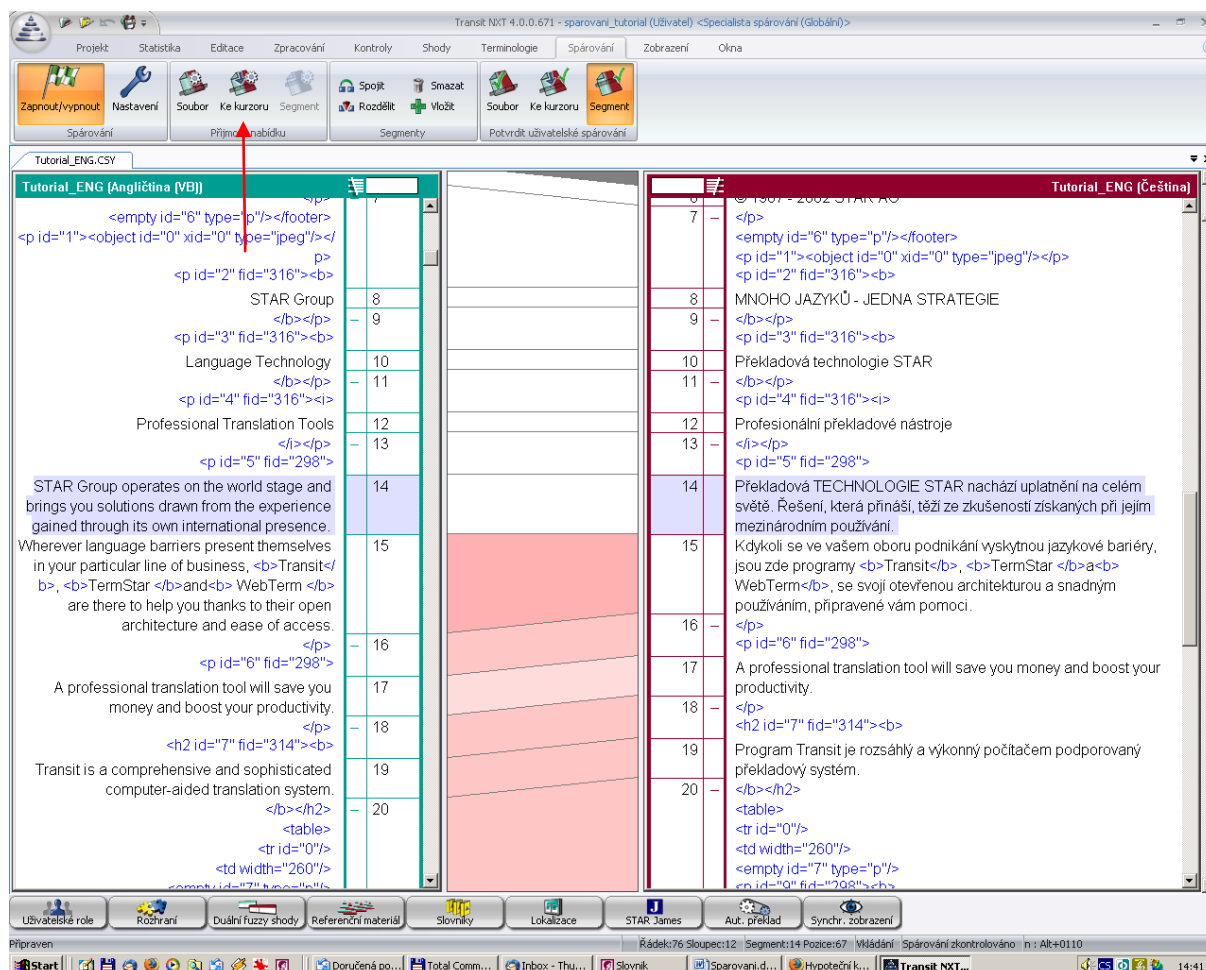 Transit NXT 4.0.0.671 - sparovani_tutorial (Uživatel) <Specialista spárování (Globální)>
Projekt Statistika Editace Zpracování Kontroly Shody Terminologie Spárování Zobrazení Okna
Zapnout/vypnout Nastavení Soubor Ke kurzoru Segment Spojit Smazat Rozdělit Vložit Soubor Ke kurzoru Segment
Spárování Segmenty Potvrdit uživatelské spárování
Tutorial_ENG.CSY
Tutorial_ENG (Angličtina (VB))
</p> – 7
<empty id="6" type="p"/></footer>
<p id="1"><object id="0" xid="0" type="jpeg"/></
p>
<p id="2" fid="316"><b>
STAR Group 8
</b></p> – 9
<p id="3" fid="316"><b>
Language Technology 10
</b></p> – 11
<p id="4" fid="316"><i>
Professional Translation Tools 12
</i></p> – 13
<p id="5" fid="298">
STAR Group operates on the world stage and 14
brings you solutions drawn from the experience
gained through its own international presence.
Wherever language barriers present themselves 15
in your particular line of business, <b>Transit</
b>, <b>TermStar </b>and<b> WebTerm </b>
are there to help you thanks to their open
architecture and ease of access.
</p> – 16
<p id="6" fid="298">
A professional translation tool will save you 17
money and boost your productivity.
</p> – 18
<h2 id="7" fid="314"><b>
Transit is a comprehensive and sophisticated 19
computer-aided translation system.
</b></h2> – 20
<table>
<tr id="0"/>
<td width="260"/>
<empty id="7" type="p"/>
Tutorial_ENG (Čeština)
6 © 1987 - 2002 STAR AG
7 – </p>
<empty id="6" type="p"/></footer>
<p id="1"><object id="0" xid="0" type="jpeg"/></p>
<p id="2" fid="316"><b>
8 MNOHO JAZYKŮ - JEDNA STRATEGIE
9 – </b></p>
<p id="3" fid="316"><b>
10 Překladová technologie STAR
11 – </b></p>
<p id="4" fid="316"><i>
12 Profesionální překladové nástroje
13 – </i></p>
<p id="5" fid="298">
14 Překladová TECHNOLOGIE STAR nachází uplatnění na celém
světě. Řešení, která přináší, těží ze zkušeností získaných při jejím
mezinárodním používání.
15 Kdykoli se ve vašem oboru podnikání vyskytnou jazykové bariéry,
jsou zde programy <b>Transit</b>, <b>TermStar </b>a<b>
WebTerm</b>, se svojí otevřenou architekturou a snadným
používáním, připravené vám pomoci.
16 – </p>
<p id="6" fid="298">
17 A professional translation tool will save you money and boost your
productivity.
18 – </p>
<h2 id="7" fid="314"><b>
19 Program Transit je rozsáhlý a výkonný počítačem podporovaný
překladový systém.
20 – </b></h2>
<table>
<tr id="0"/>
<td width="260"/>
<empty id="7" type="p"/>
<p id="9" fid="298"><b>
Uživatelské role Rozhraní Duální fuzzy shody Referenční materiál Slovníky Lokalizace STAR James Aut. překlad Synchr. zobrazení
Připraven Řádek:76 Sloupec:12 Segment:14 Pozice:67 Vkládání Spárování zkontrolováno n : Alt+0110
Start Doručená po... Total Comm... Inbox - Thu... Slovnik Sparovani.d... Hypoteční k... Transit NXT... CS 14:41